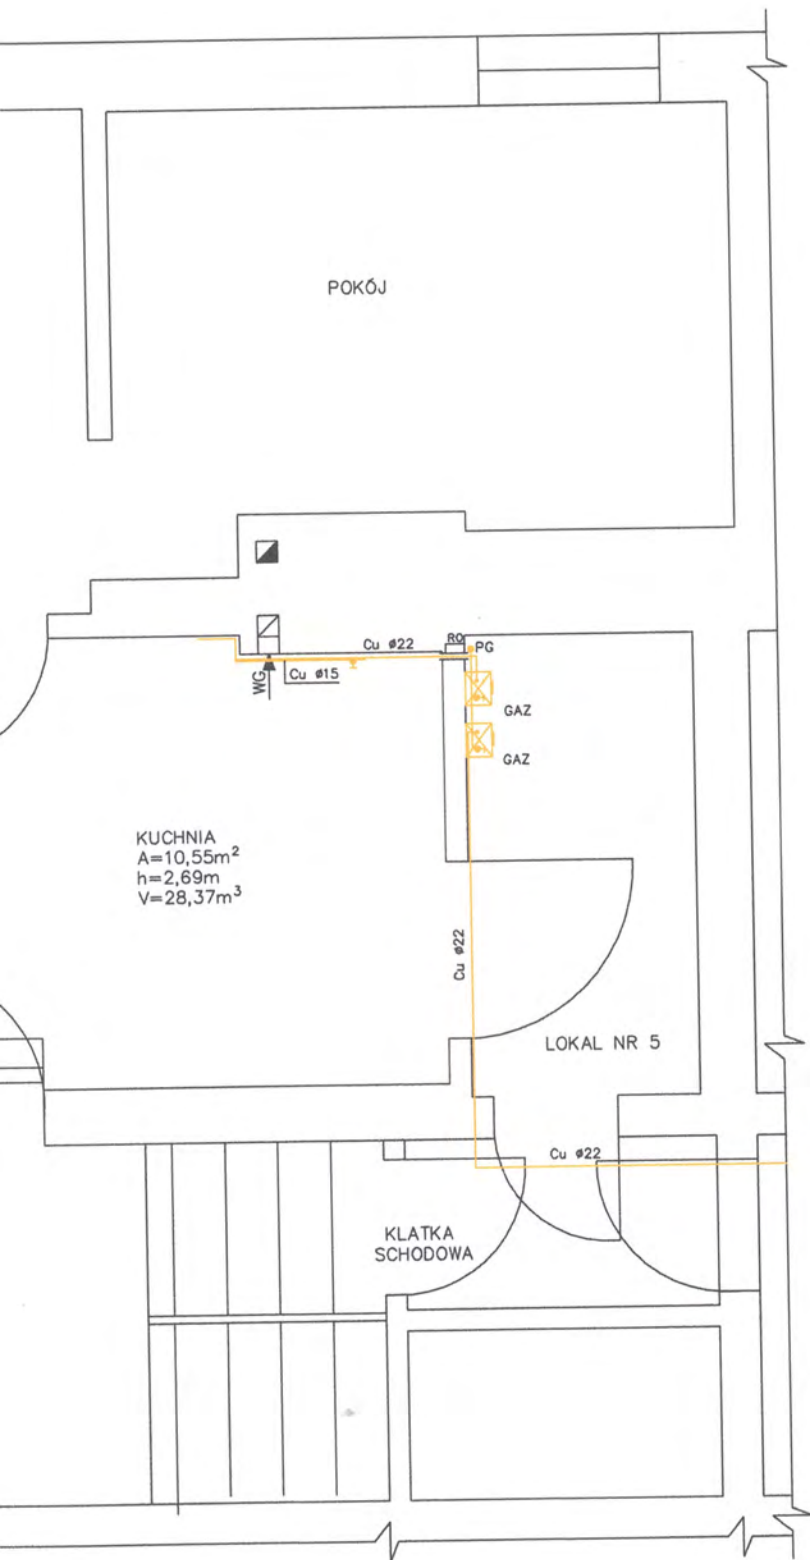 POKÓJ
Cu ø22
RO
PG
WG
Cu ø15
GAZ
GAZ
KUCHNIA
A=10,55m²
h=2,69m
V=28,37m³
Cu ø22
LOKAL NR 5
Cu ø22
KLATKA
SCHODOWA